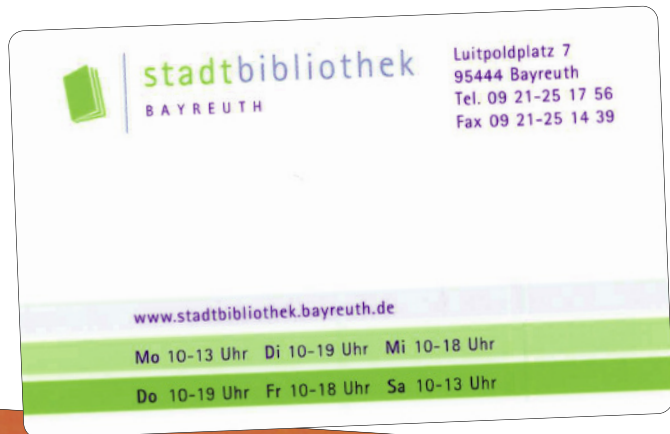 stadtbibliothek
BAYREUTH
Luitpoldplatz 7
95444 Bayreuth
Tel. 09 21-25 17 56
Fax 09 21-25 14 39
www.stadtbibliothek.bayreuth.de
Mo 10-13 Uhr Di 10-19 Uhr Mi 10-18 Uhr
Do 10-19 Uhr Fr 10-18 Uhr Sa 10-13 Uhr